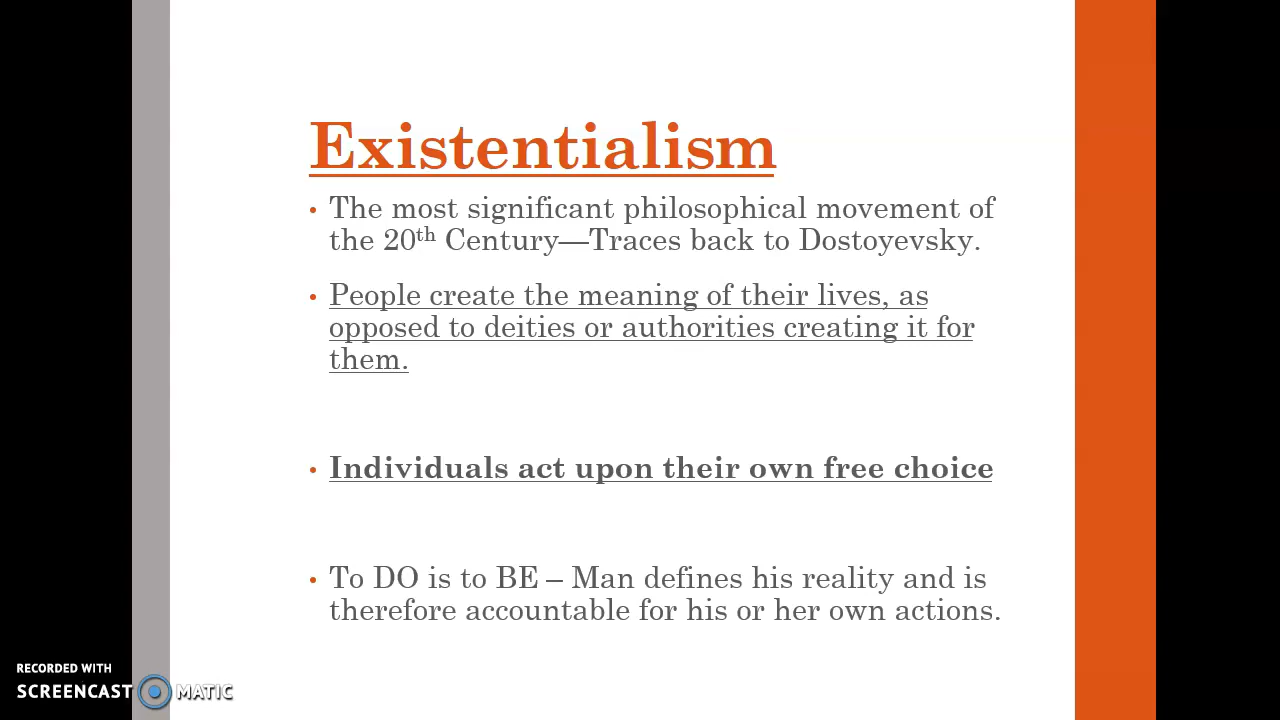 Existentialism
• The most significant philosophical movement of
the 20th Century—Traces back to Dostoyevsky.
• People create the meaning of their lives, as
opposed to deities or authorities creating it for
them.
• Individuals act upon their own free choice
• To DO is to BE – Man defines his reality and is
therefore accountable for his or her own actions.
RECORDED WITH
SCREENCAST MATIC